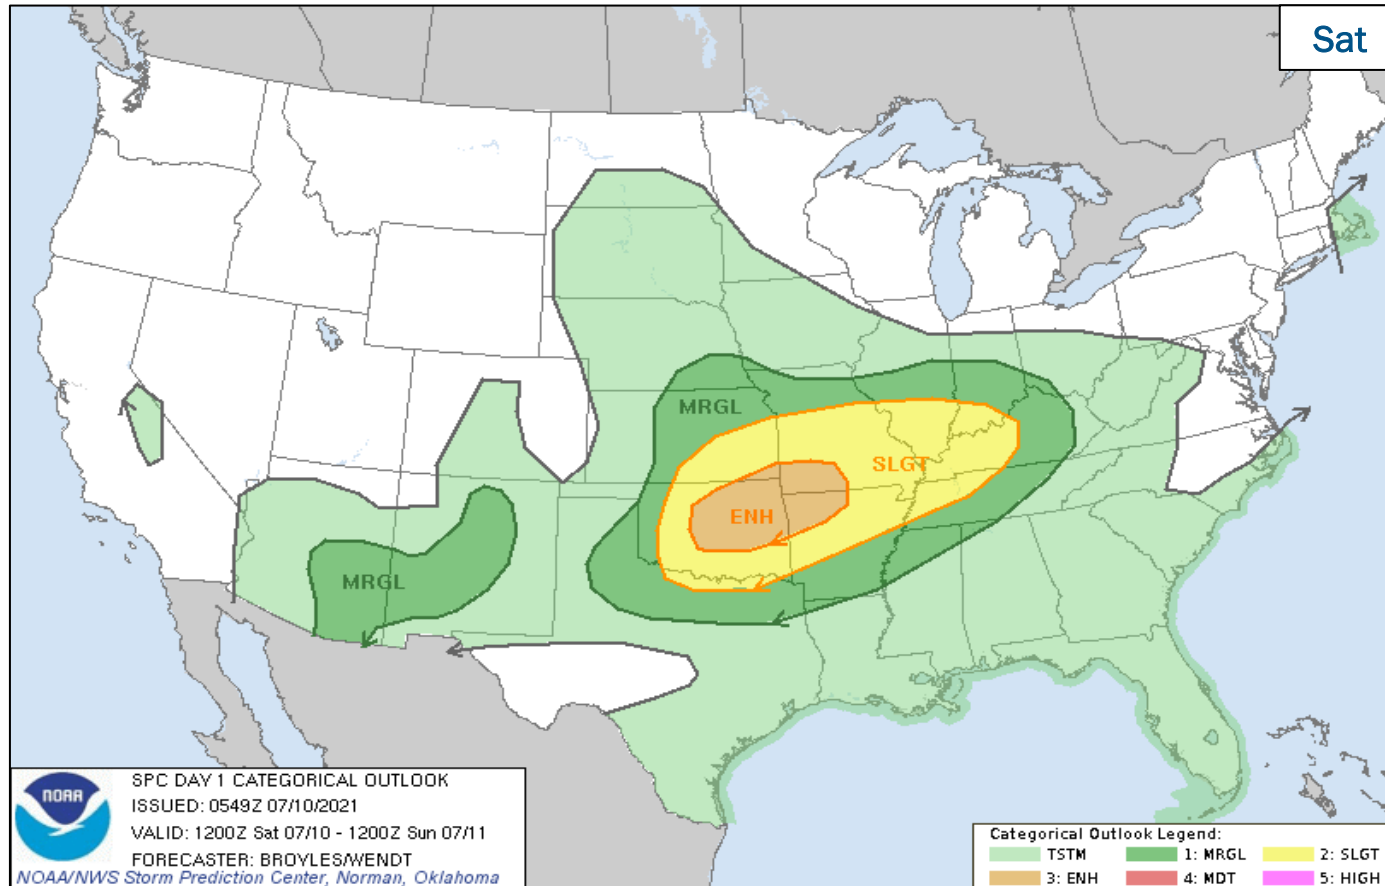 Sat
MRGL
SLGT
ENH
MRGL
NOAA
SPC DAY 1 CATEGORICAL OUTLOOK
ISSUED: 0549Z 07/10/2021
VALID: 1200Z Sat 07/10 - 1200Z Sun 07/11
FORECASTER: BROYLES/WENDT
NOAA/NWS Storm Prediction Center, Norman, Oklahoma
Categorical Outlook Legend:
TSTM 1: MRGL 2: SLGT
3: ENH 4: MDT 5: HIGH